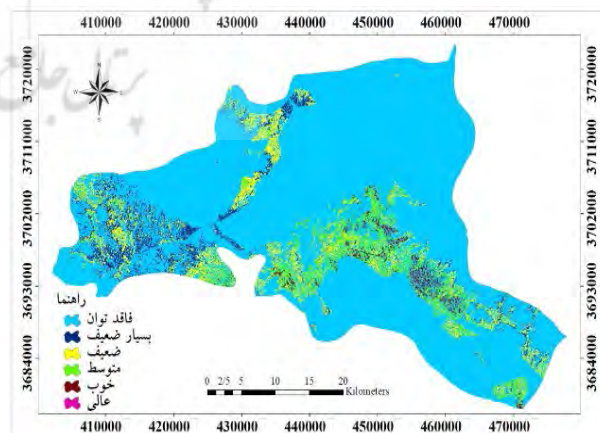 410000 420000 430000 440000 450000 460000 470000
3720000 3720000
3711000 3711000
3702000 3702000
3693000 3693000
3684000 3684000
N
W E
S
پرتال جامع
راهنما
فاقد توان
بسیار ضعیف
ضعیف
متوسط
خوب
عالی
0 2/5 5 10 15 20
Kilometers
410000 420000 430000 440000 450000 460000 470000